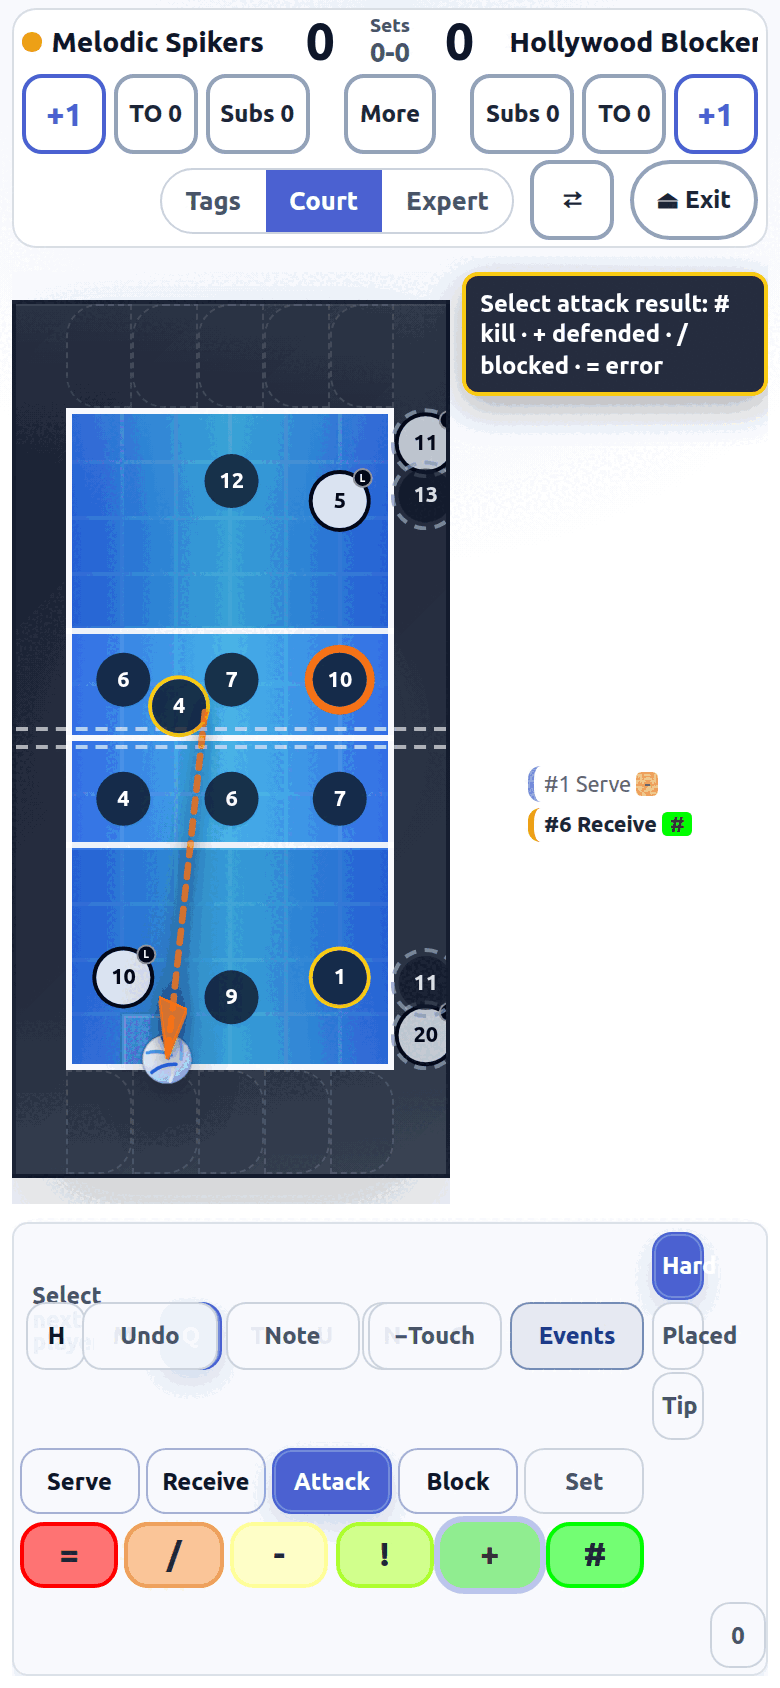 Melodic Spikers 0 Sets 0-0 0 Hollywood Blocker
+1 TO 0 Subs 0 More Subs 0 TO 0 +1
Tags Court Expert ⇄ ⏏ Exit
Select attack result: #
kill · + defended · /
blocked · = error
11
12
5 L
13
6 7 10
4
4 6 7
#1 Serve -
#6 Receive #
10 L
1
11
9
20
Hard
Select
next
player
H Undo Q T Note U N –Touch Events Placed
Tip
Serve Receive Attack Block Set
= / - ! + #
0